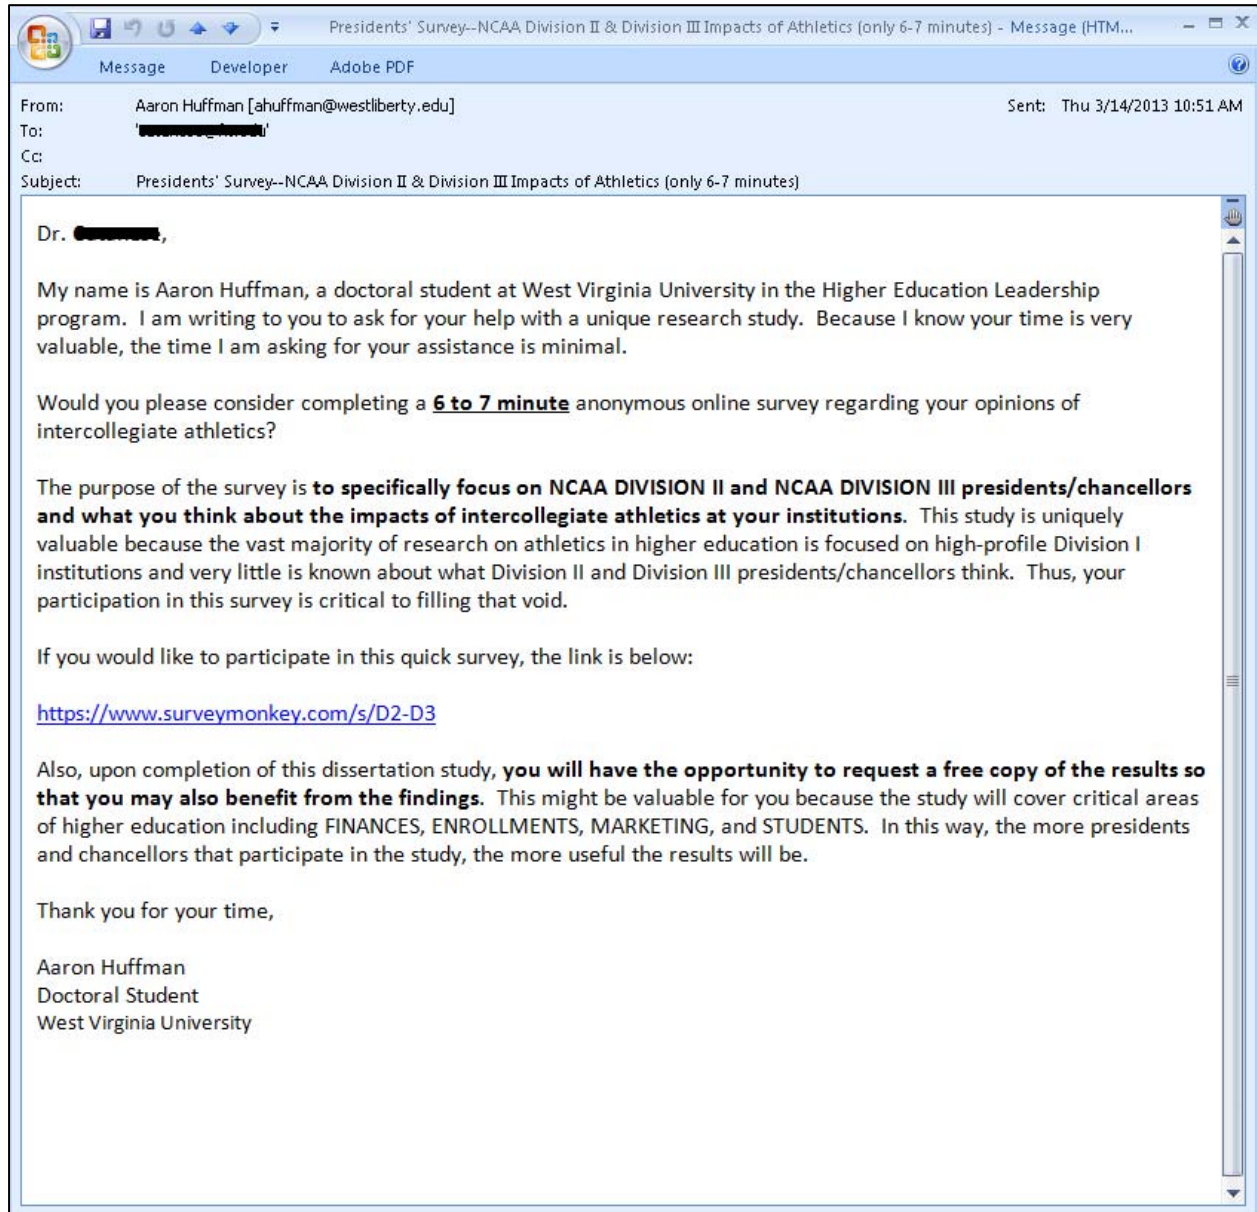 Presidents' Survey--NCAA Division II & Division III Impacts of Athletics (only 6-7 minutes) - Message (HTM...
Message Developer Adobe PDF
From: Aaron Huffman [ahuffman@westliberty.edu] Sent: Thu 3/14/2013 10:51 AM
To:
Cc:
Subject: Presidents' Survey--NCAA Division II & Division III Impacts of Athletics (only 6-7 minutes)
Dr. ,
My name is Aaron Huffman, a doctoral student at West Virginia University in the Higher Education Leadership
program. I am writing to you to ask for your help with a unique research study. Because I know your time is very
valuable, the time I am asking for your assistance is minimal.
Would you please consider completing a 6 to 7 minute anonymous online survey regarding your opinions of
intercollegiate athletics?
The purpose of the survey is to specifically focus on NCAA DIVISION II and NCAA DIVISION III presidents/chancellors
and what you think about the impacts of intercollegiate athletics at your institutions. This study is uniquely
valuable because the vast majority of research on athletics in higher education is focused on high-profile Division I
institutions and very little is known about what Division II and Division III presidents/chancellors think. Thus, your
participation in this survey is critical to filling that void.
If you would like to participate in this quick survey, the link is below:
https://www.surveymonkey.com/s/D2-D3
Also, upon completion of this dissertation study, you will have the opportunity to request a free copy of the results so
that you may also benefit from the findings. This might be valuable for you because the study will cover critical areas
of higher education including FINANCES, ENROLLMENTS, MARKETING, and STUDENTS. In this way, the more presidents
and chancellors that participate in the study, the more useful the results will be.
Thank you for your time,
Aaron Huffman
Doctoral Student
West Virginia University